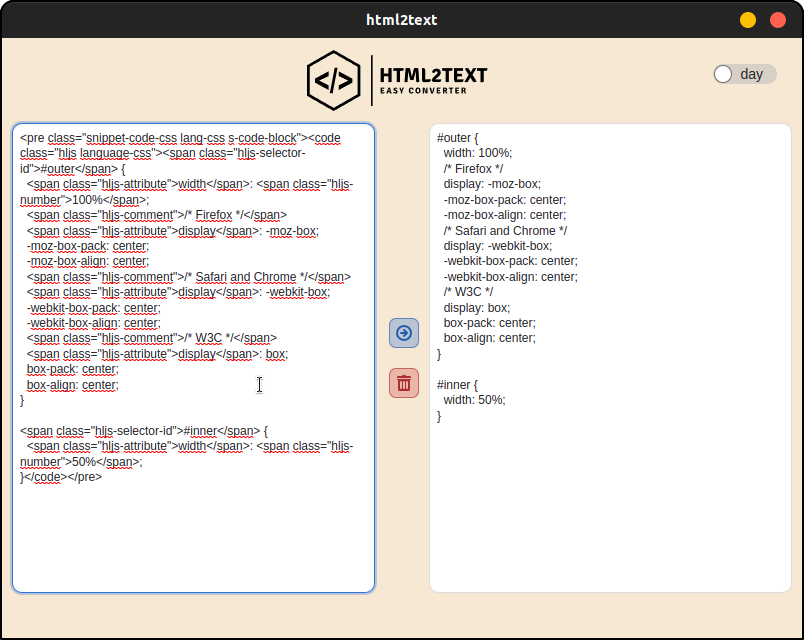 html2text
</>
HTML2TEXT
EASY CONVERTER
day
<pre class="snippet-code-css lang-css s-code-block"><code
class="hljs language-css"><span class="hljs-selector-
id">#outer</span> {
  <span class="hljs-attribute">width</span>: <span class="hljs-
number">100%</span>;
  <span class="hljs-comment">/* Firefox */</span>
  <span class="hljs-attribute">display</span>: -moz-box;
  -moz-box-pack: center;
  -moz-box-align: center;
  <span class="hljs-comment">/* Safari and Chrome */</span>
  <span class="hljs-attribute">display</span>: -webkit-box;
  -webkit-box-pack: center;
  -webkit-box-align: center;
  <span class="hljs-comment">/* W3C */</span>
  <span class="hljs-attribute">display</span>: box;
  box-pack: center;
  box-align: center;
}

<span class="hljs-selector-id">#inner</span> {
  <span class="hljs-attribute">width</span>: <span class="hljs-
number">50%</span>;
}</code></pre>
#outer {
  width: 100%;
  /* Firefox */
  display: -moz-box;
  -moz-box-pack: center;
  -moz-box-align: center;
  /* Safari and Chrome */
  display: -webkit-box;
  -webkit-box-pack: center;
  -webkit-box-align: center;
  /* W3C */
  display: box;
  box-pack: center;
  box-align: center;
}

#inner {
  width: 50%;
}